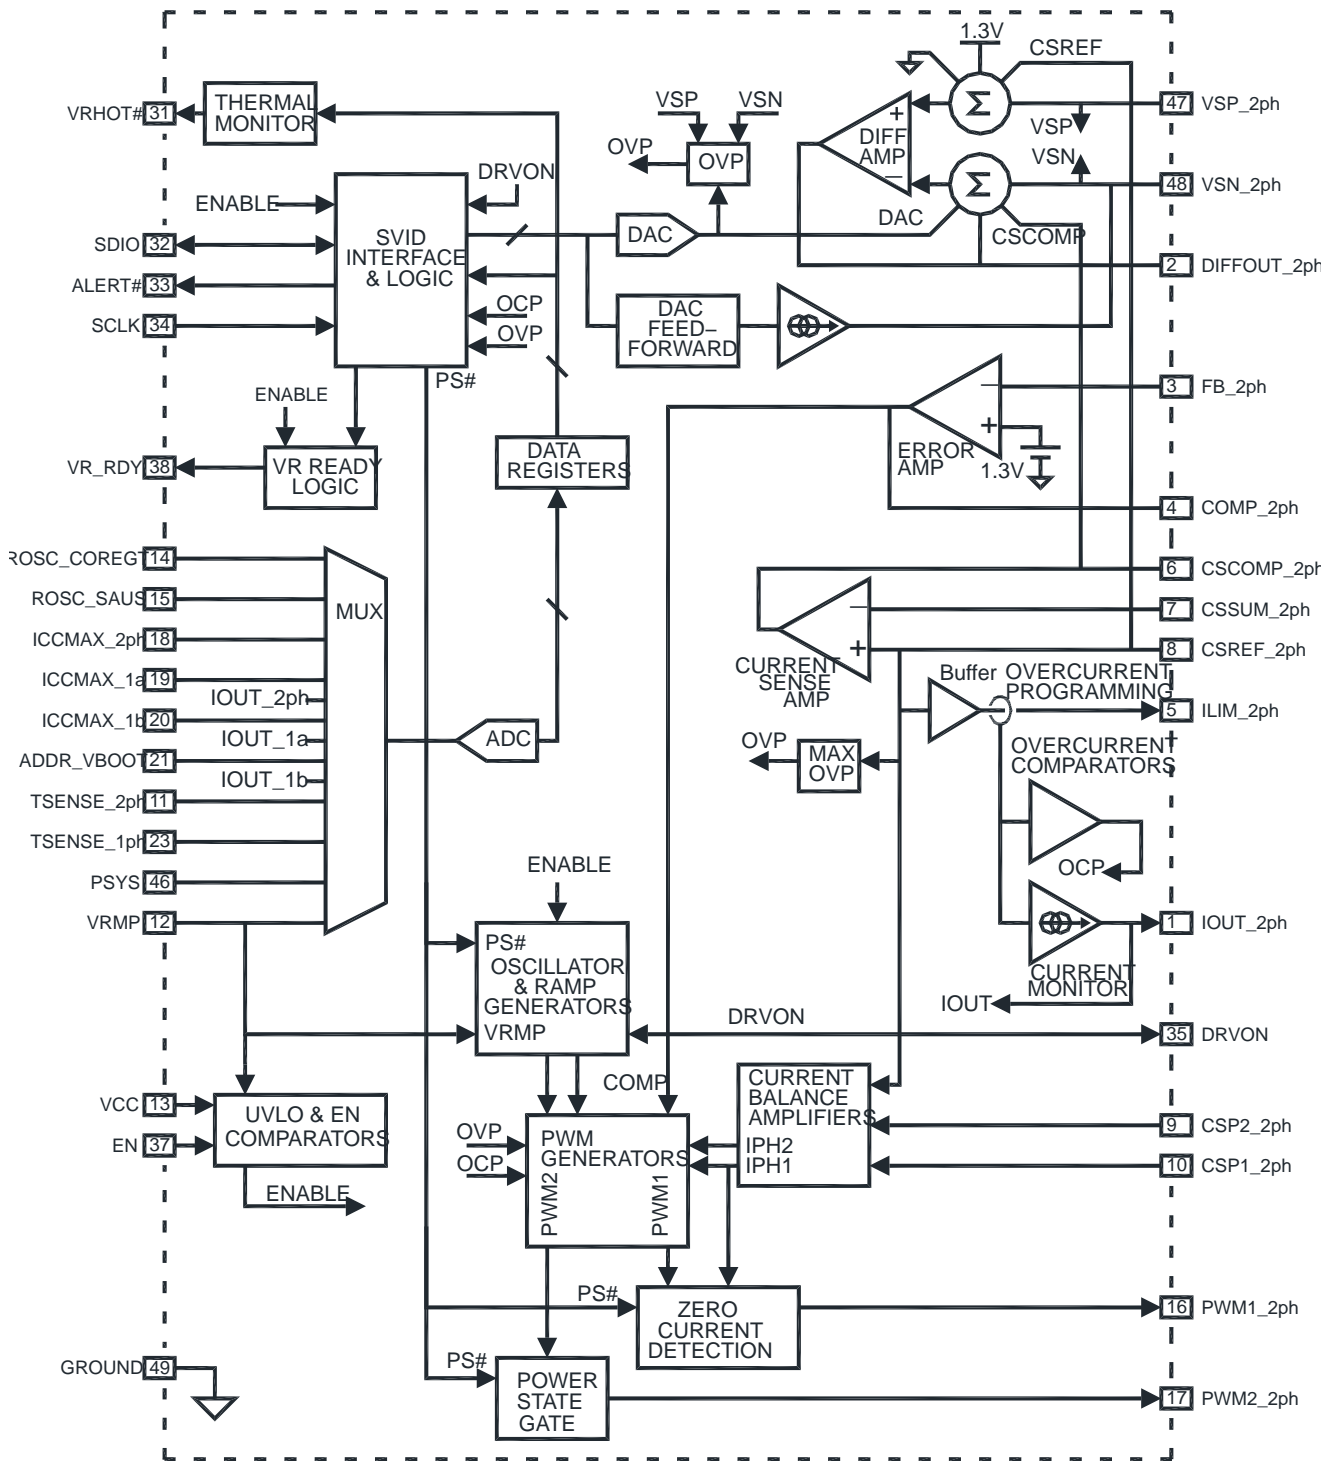 1.3V
CSREF
THERMAL
MONITOR
VRHOT# 31
VSP
VSN
47 VSP_2ph
VSP
Σ
+
DIFF
AMP
–
OVP
OVP
VSN
DRVON
ENABLE
48 VSN_2ph
Σ
DAC
DAC
CSCOMP
SDIO 32
SVID
INTERFACE
& LOGIC
2 DIFFOUT_2ph
ALERT# 33
OCP
SCLK 34
OVP
DAC
FEED–
FORWARD
PS#
–
3 FB_2ph
ENABLE
+
ERROR
AMP
1.3V
VR_RDY 38
VR READY
LOGIC
DATA
REGISTERS
4 COMP_2ph
ROSC_COREGT 14
6 CSCOMP_2ph
ROSC_SAUS 15
MUX
–
7 CSSUM_2ph
ICCMAX_2ph 18
+
8 CSREF_2ph
CURRENT
SENSE
AMP
Buffer
OVERCURRENT
PROGRAMMING
ICCMAX_1a 19
IOUT_2ph
5 ILIM_2ph
ICCMAX_1b 20
IOUT_1a
ADC
OVP
MAX
OVP
OVERCURRENT
COMPARATORS
ADDR_VBOOT 21
IOUT_1b
TSENSE_2ph 11
TSENSE_1ph 23
OCP
ENABLE
PSYS 46
VRMP 12
1 IOUT_2ph
PS#
OSCILLATOR
& RAMP
GENERATORS
VRMP
CURRENT
MONITOR
IOUT
DRVON
35 DRVON
COMP
CURRENT
BALANCE
AMPLIFIERS
IPH2
IPH1
VCC 13
UVLO & EN
COMPARATORS
EN 37
9 CSP2_2ph
OVP
OCP
PWM
GENERATORS
PWM2
PWM1
10 CSP1_2ph
ENABLE
PS#
ZERO
CURRENT
DETECTION
16 PWM1_2ph
GROUND 49
PS#
POWER
STATE
GATE
17 PWM2_2ph